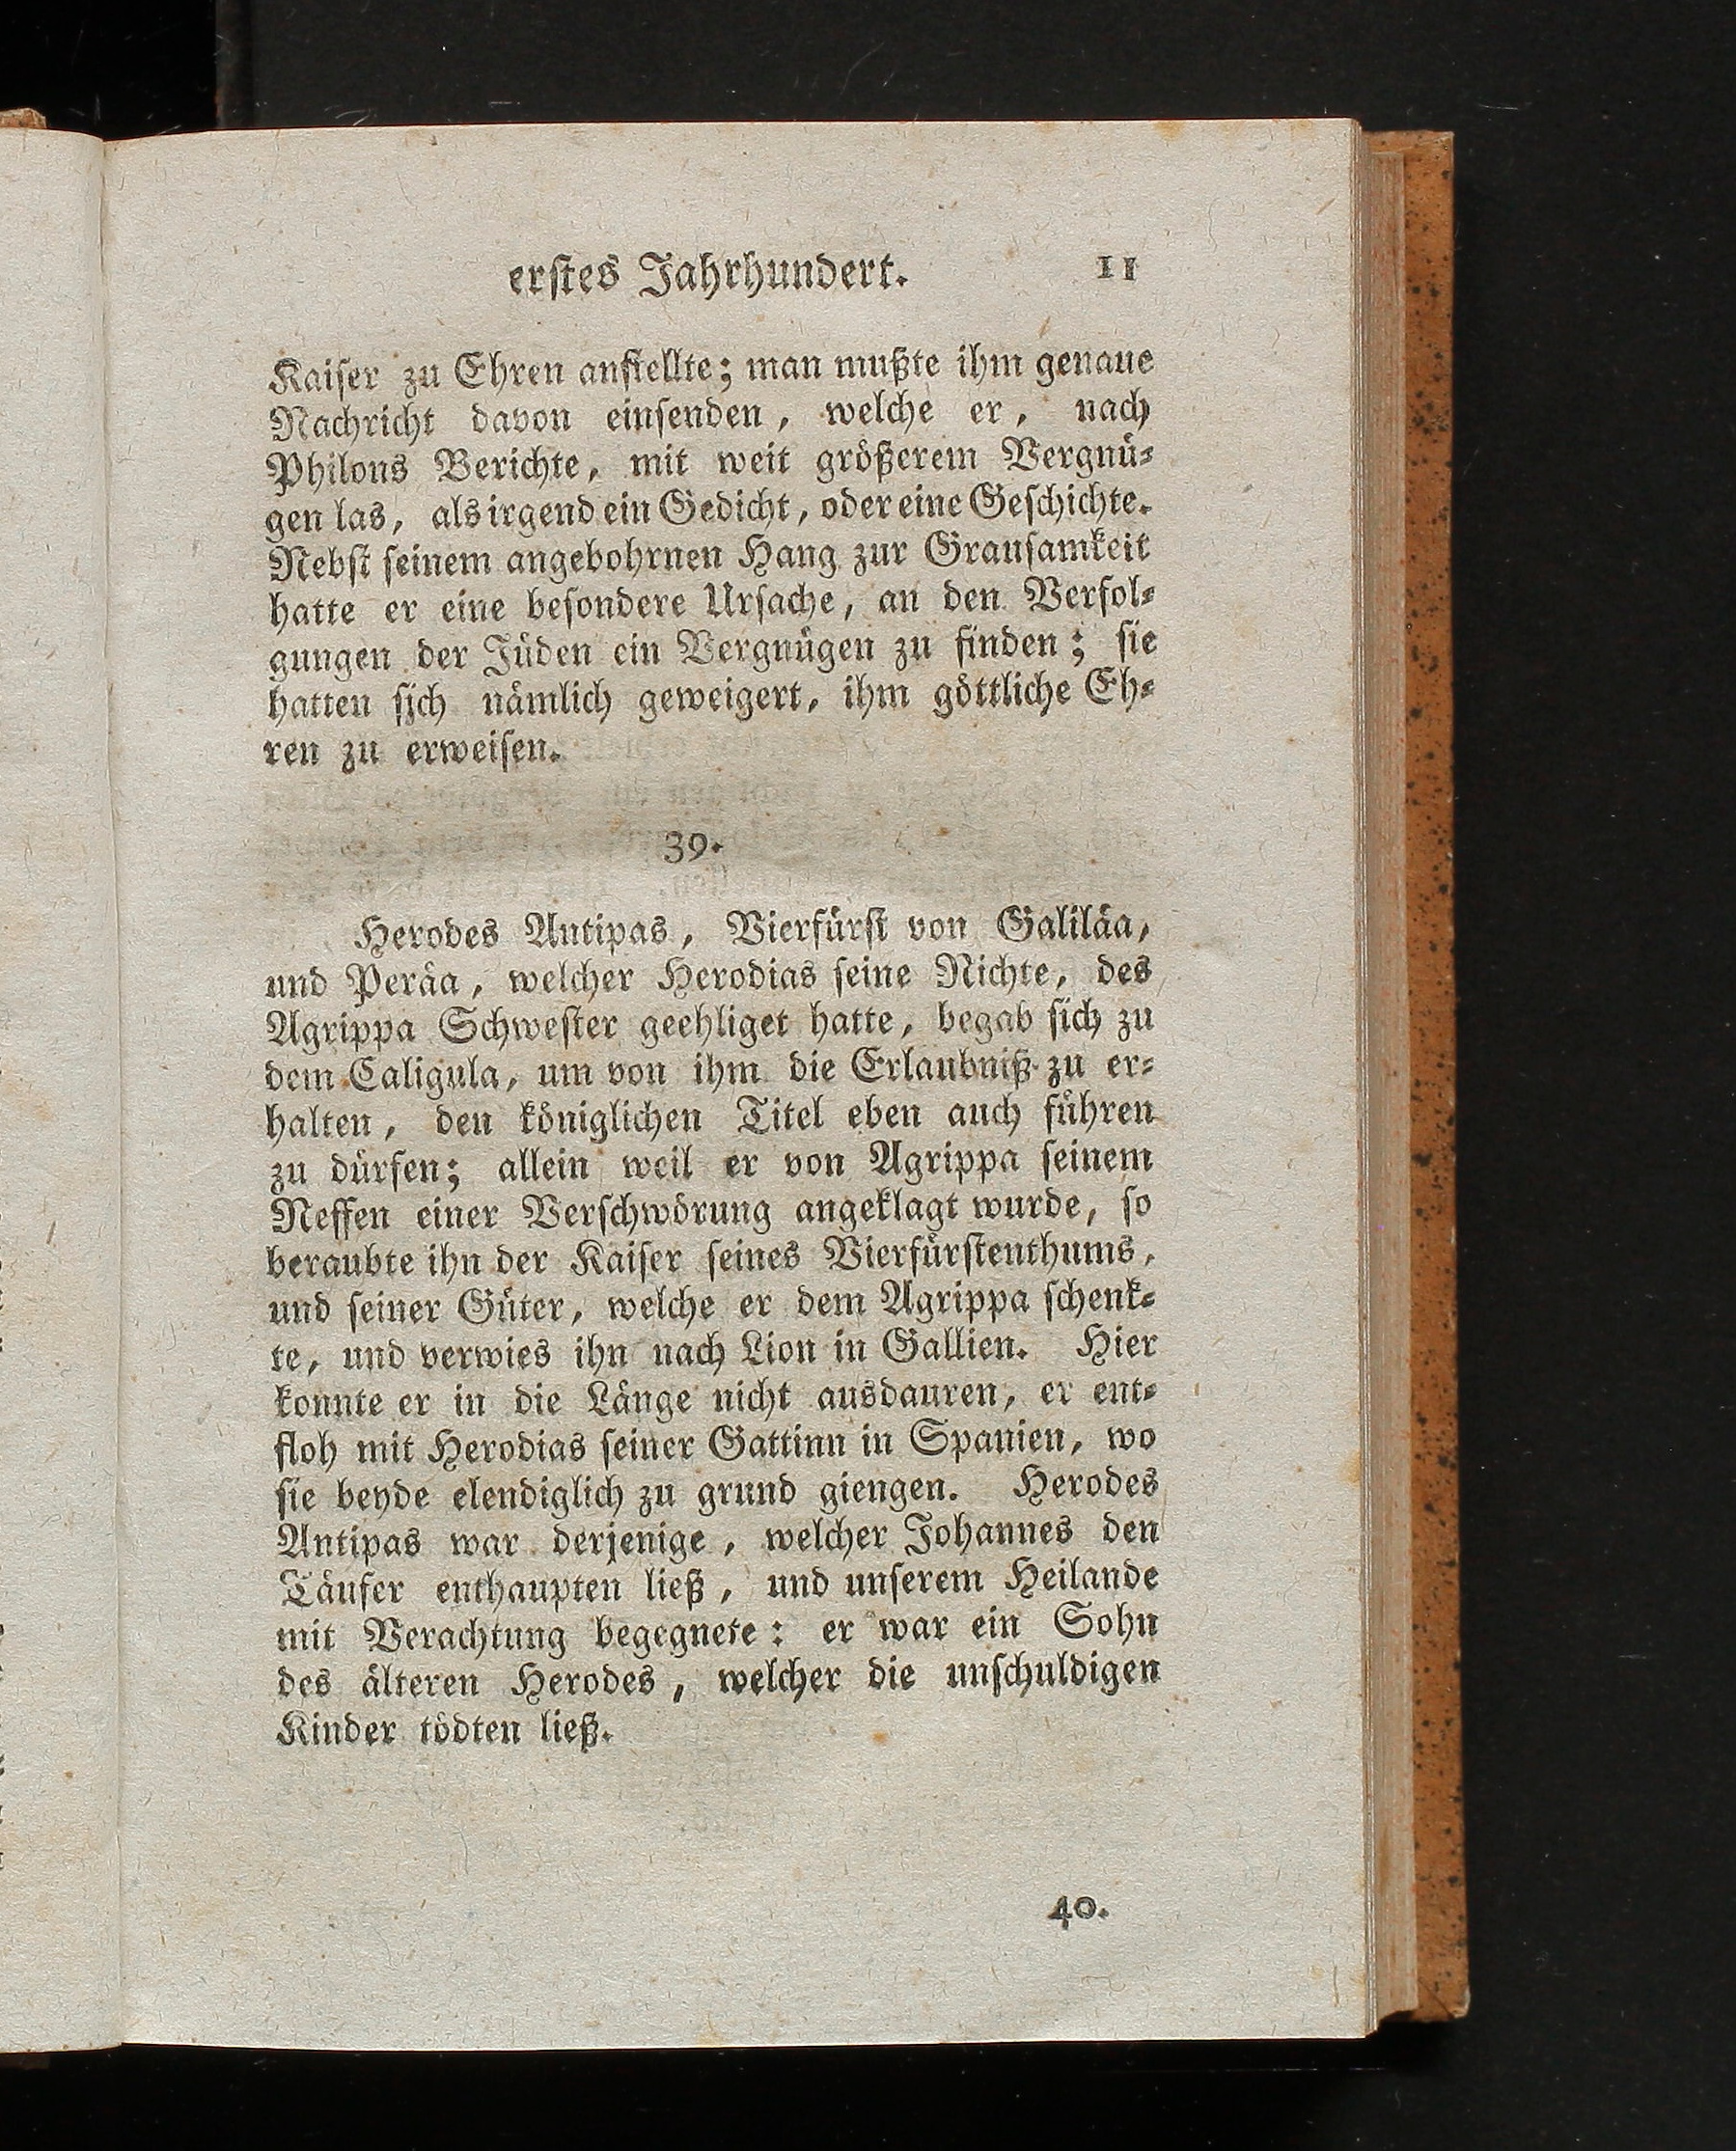 erstes Jahrhundert. 11
Kaiser zu Ehren anstellte; man mußte ihm genaue
Nachricht davon einsenden, welche er, nach
Philons Berichte, mit weit größerem Vergnü-
gen las, als irgend ein Gedicht, oder eine Geschichte.
Nebst seinem angebohrnen Hang zur Grausamkeit
hatte er eine besondere Ursache, an den Verfol-
gungen der Jüden ein Vergnügen zu finden; sie
hatten sich nämlich geweigert, ihm göttliche Eh-
ren zu erweisen.
39.
Herodes Antipas, Vierfürst von Galiläa,
und Peräa, welcher Herodias seine Nichte, des
Agrippa Schwester geehliget hatte, begab sich zu
dem Caligula, um von ihm die Erlaubniß zu er-
halten, den königlichen Titel eben auch führen
zu dürfen; allein weil er von Agrippa seinem
Neffen einer Verschwörung angeklagt wurde, so
beraubte ihn der Kaiser seines Vierfürstenthums,
und seiner Güter, welche er dem Agrippa schenk-
te, und verwies ihn nach Lion in Gallien. Hier
konnte er in die Länge nicht ausdauren, er ent-
floh mit Herodias seiner Gattinn in Spanien, wo
sie beyde elendiglich zu grund giengen. Herodes
Antipas war derjenige, welcher Johannes den
Täufer enthaupten ließ, und unserem Heilande
mit Verachtung begegnete: er war ein Sohn
des älteren Herodes, welcher die unschuldigen
Kinder tödten ließ.
40.